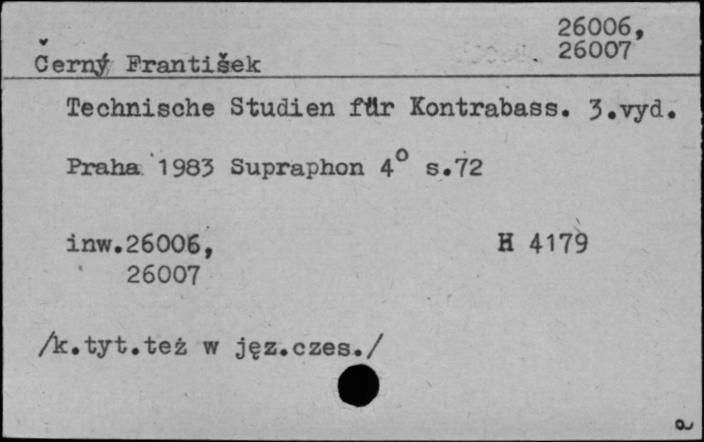 26006,
26007
Černý František
Technische Studien für Kontrabass. 3.vyd.
Praha 1983 Supraphon 4° s.72
inw.26006,
26007
H 4179
/k.tyt.też w jęz.czes./